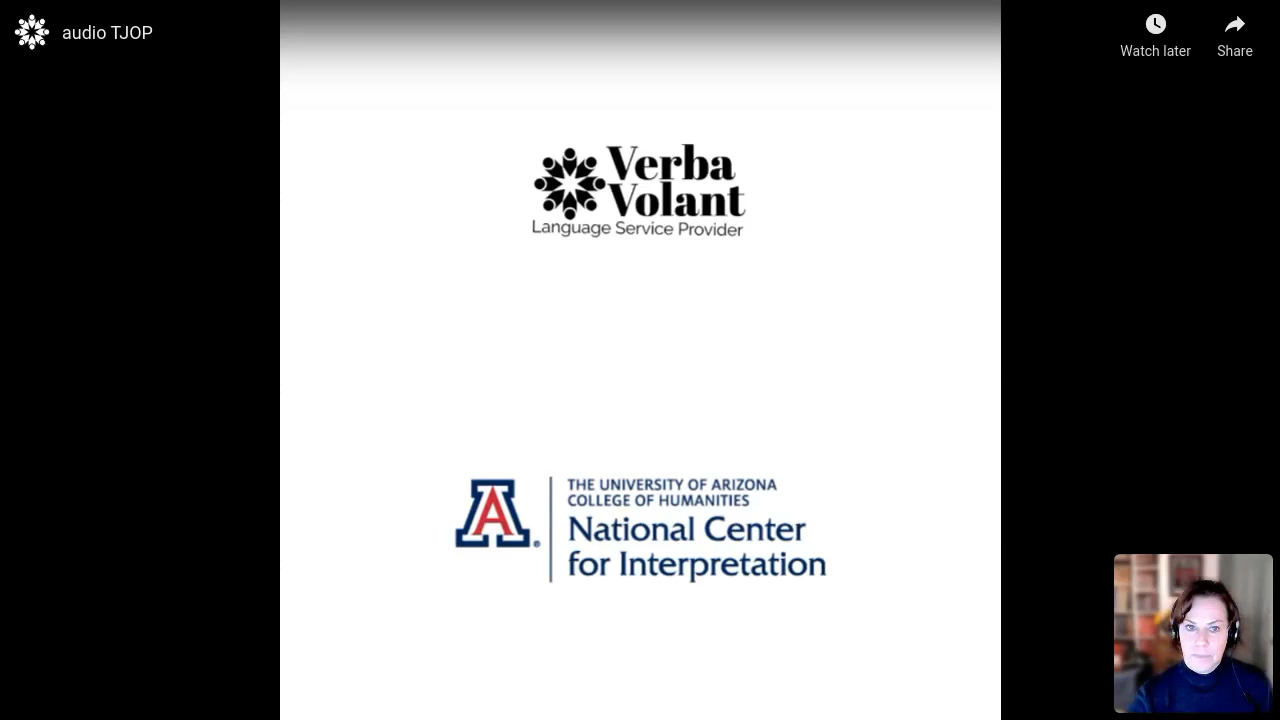 audio TJOP
Watch later
Share
Verba
Volant
Language Service Provider
A
THE UNIVERSITY OF ARIZONA
COLLEGE OF HUMANITIES
National Center
for Interpretation